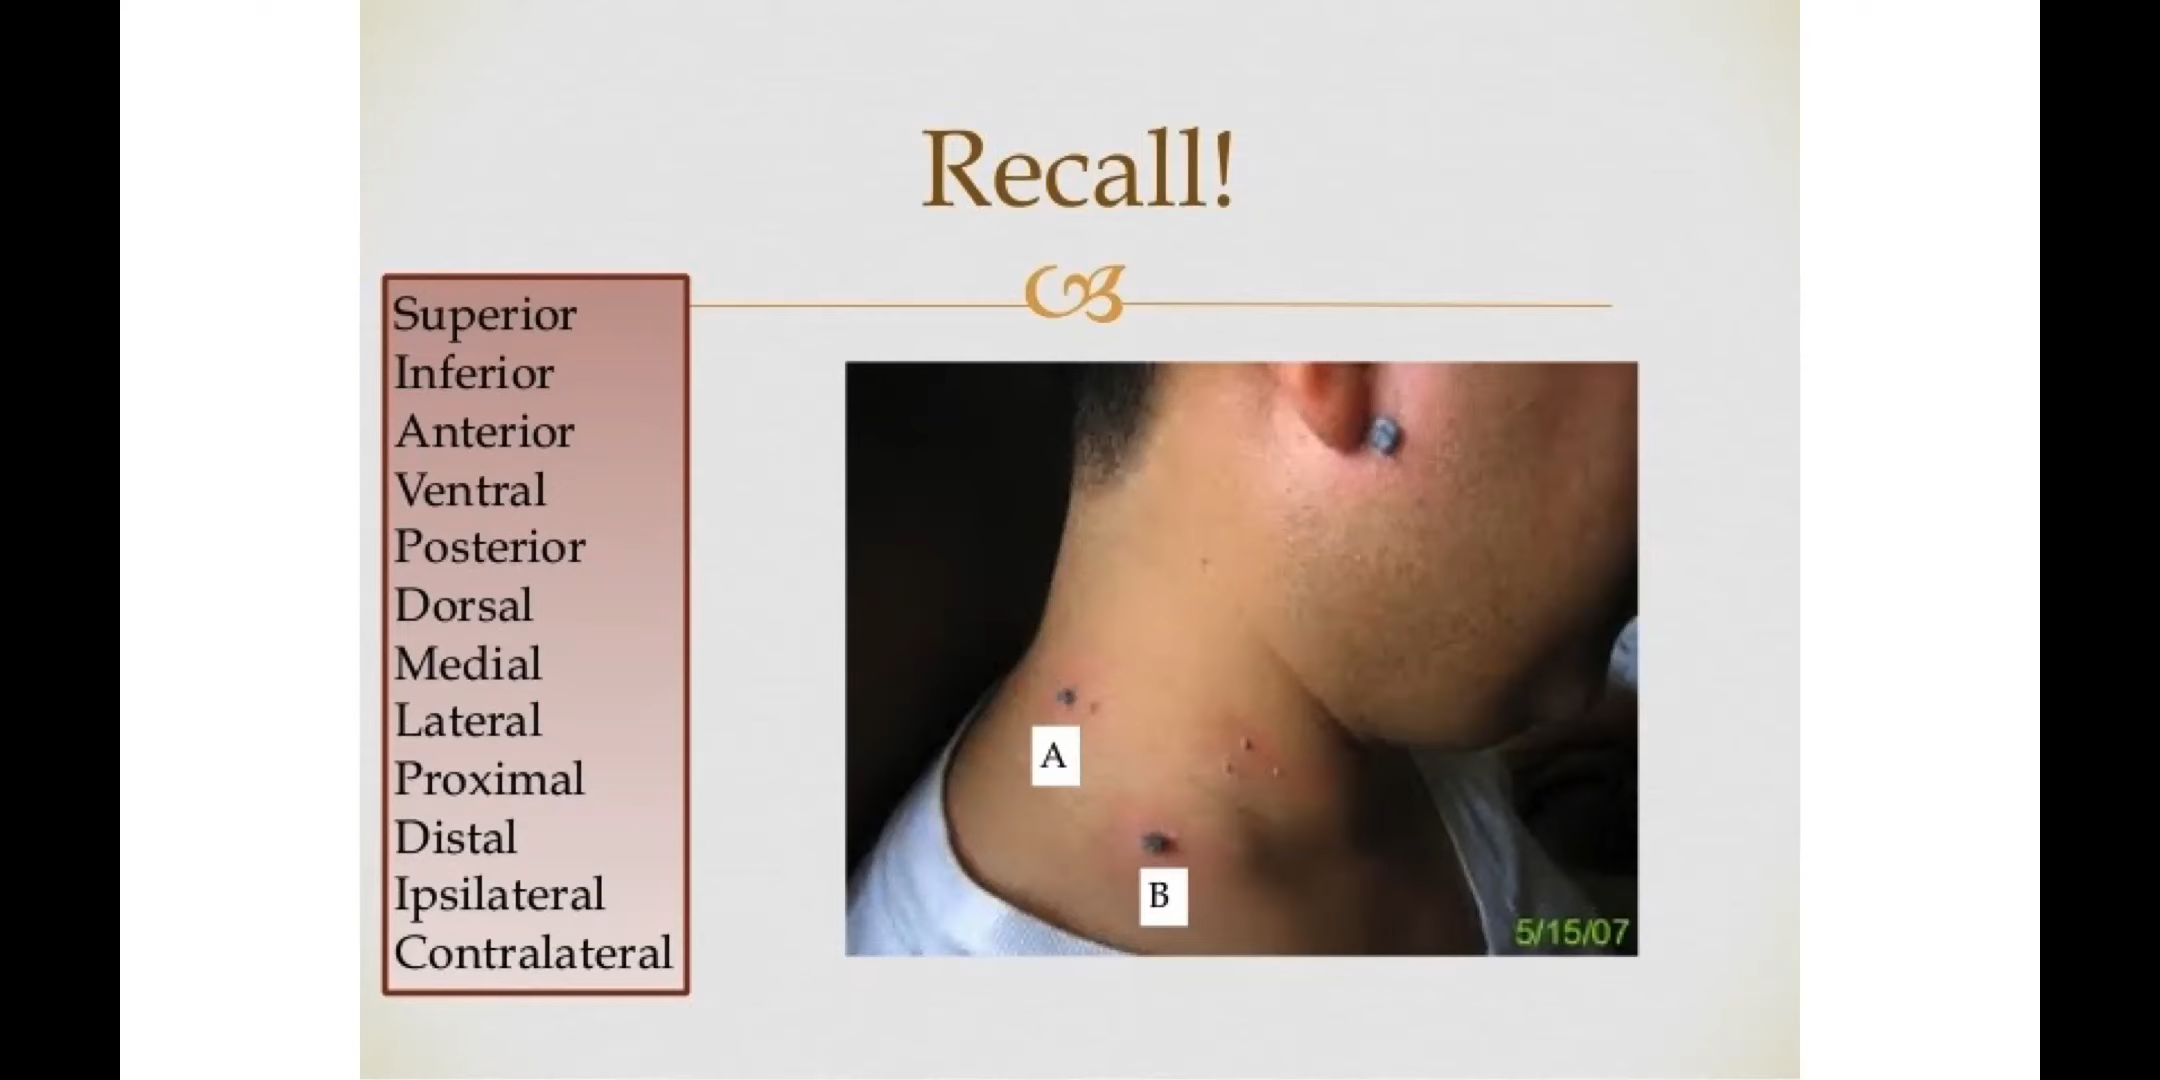 Recall!
Superior
Inferior
Anterior
Ventral
Posterior
Dorsal
Medial
Lateral
Proximal
Distal
Ipsilateral
Contralateral
A
B
5/15/07